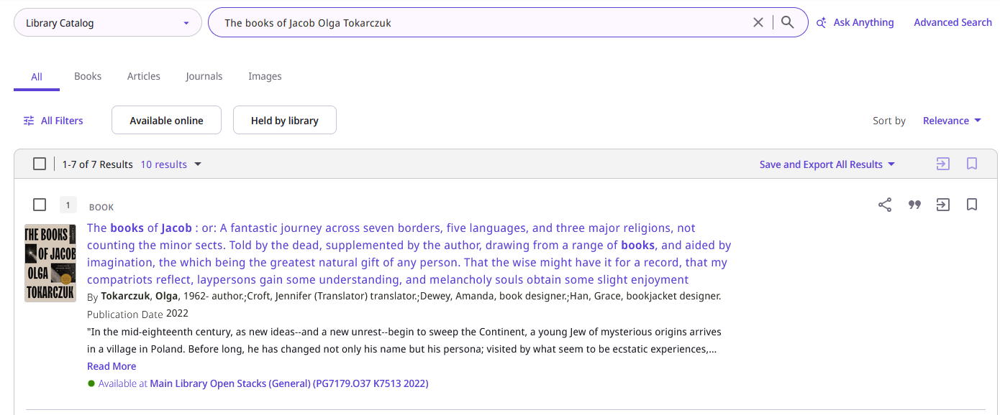 Library Catalog
The books of Jacob Olga Tokarczuk
Ask Anything
Advanced Search
All
Books
Articles
Journals
Images
All Filters
Available online
Held by library
Sort by
Relevance
1-7 of 7 Results
10 results
Save and Export All Results
1
BOOK
THE BOOKS
OF JACOB
OLGA
TOKARCZUK
The books of Jacob : or: A fantastic journey across seven borders, five languages, and three major religions, not
counting the minor sects. Told by the dead, supplemented by the author, drawing from a range of books, and aided by
imagination, the which being the greatest natural gift of any person. That the wise might have it for a record, that my
compatriots reflect, laypersons gain some understanding, and melancholy souls obtain some slight enjoyment
By Tokarczuk, Olga, 1962- author.;Croft, Jennifer (Translator) translator.;Dewey, Amanda, book designer.;Han, Grace, bookjacket designer.
Publication Date 2022
"In the mid-eighteenth century, as new ideas--and a new unrest--begin to sweep the Continent, a young Jew of mysterious origins arrives
in a village in Poland. Before long, he has changed not only his name but his persona; visited by what seem to be ecstatic experiences,...
Read More
Available at Main Library Open Stacks (General) (PG7179.O37 K7513 2022)